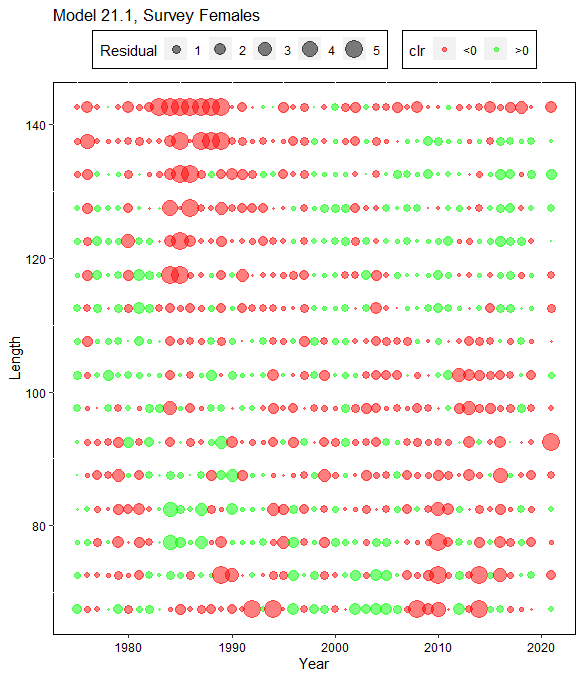 Model 21.1, Survey Females
Residual 1 2 3 4 5 clr <0 >0
140
120
100
80
Length
1980 1990 2000 2010 2020
Year